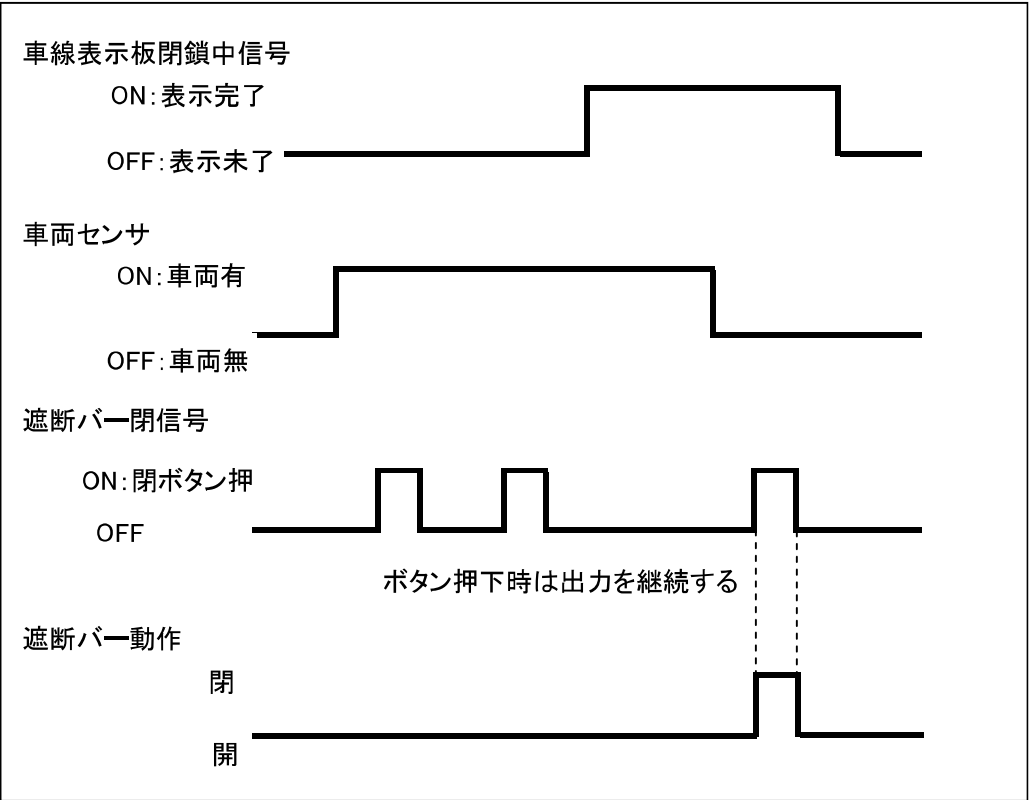 車線表示板閉鎖中信号
ON：表示完了
OFF：表示未了
車両センサ
ON：車両有
OFF：車両無
遮断バー閉信号
ON：閉ボタン押
OFF
ボタン押下時は出力を継続する
遮断バー動作
閉
開